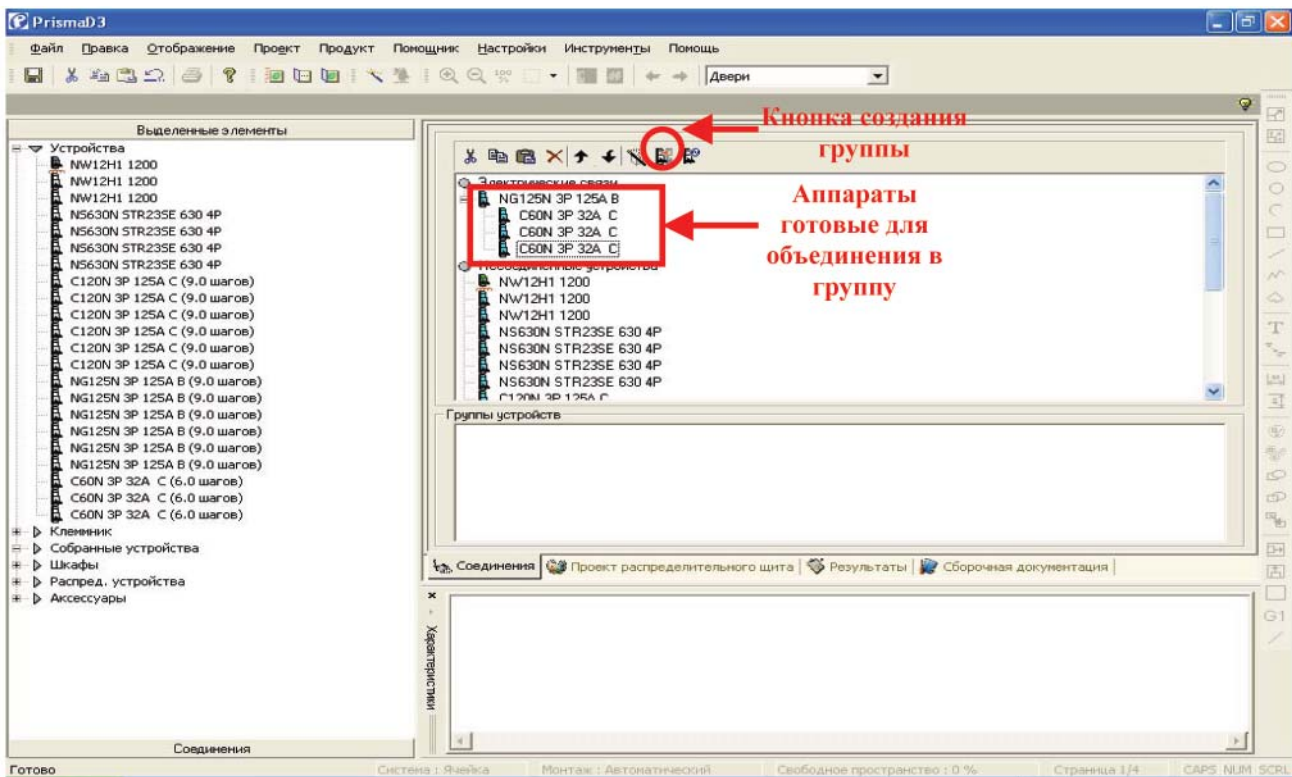 PrismaD3
Файл Правка Отображение Проект Продукт Помощник Настройки Инструменты Помощь
Двери
Кнопка создания
группы
Выделенные элементы
Устройства
NW12H1 1200
NW12H1 1200
NW12H1 1200
NS630N STR23SE 630 4P
NS630N STR23SE 630 4P
NS630N STR23SE 630 4P
NS630N STR23SE 630 4P
C120N 3P 125A C (9.0 шагов)
C120N 3P 125A C (9.0 шагов)
C120N 3P 125A C (9.0 шагов)
C120N 3P 125A C (9.0 шагов)
C120N 3P 125A C (9.0 шагов)
C120N 3P 125A C (9.0 шагов)
NG125N 3P 125A B (9.0 шагов)
NG125N 3P 125A B (9.0 шагов)
NG125N 3P 125A B (9.0 шагов)
NG125N 3P 125A B (9.0 шагов)
NG125N 3P 125A B (9.0 шагов)
NG125N 3P 125A B (9.0 шагов)
C60N 3P 32A C (6.0 шагов)
C60N 3P 32A C (6.0 шагов)
C60N 3P 32A C (6.0 шагов)
Клеммник
Собранные устройства
Шкафы
Распред. устройства
Аксессуары
Соединения
Электрические связи
NG125N 3P 125A B
C60N 3P 32A C
C60N 3P 32A C
C60N 3P 32A C
Несоединенные устройства
NW12H1 1200
NW12H1 1200
NW12H1 1200
NS630N STR23SE 630 4P
NS630N STR23SE 630 4P
NS630N STR23SE 630 4P
NS630N STR23SE 630 4P
C120N 3P 125A C
Аппараты
готовые для
объединения в
группу
Группы устройств
Соединения Проект распределительного щита Результаты Сборочная документация
Характеристики
G1
Готово Система : Ячейка Монтаж : Автоматический Свободное пространство : 0 % Страница 1/4 CAPS NUM SCRL